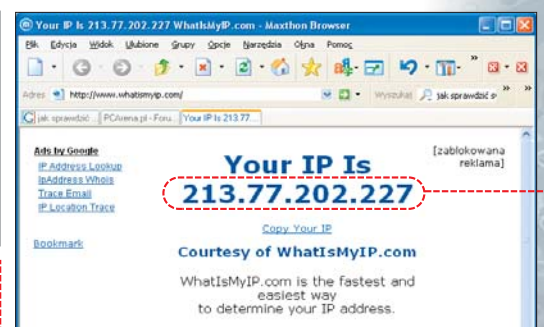 Your IP Is 213.77.202.227 WhatIsMyIP.com - Maxthon Browser
Plik Edycja Widok Ulubione Grupy Opcje Narzędzia Okna Pomoc
Adres http://www.whatismyip.com/ Wyszukaj jak sprawdzić
jak sprawdzić... PCArena.pl - Foru... Your IP Is 213.77...
Ads by Google
IP Address Lookup
IpAddress Whois
Trace Email
IP Location Trace
Bookmark
Your IP Is
213.77.202.227
[zablokowana
reklama]
Copy Your IP
Courtesy of WhatIsMyIP.com
WhatIsMyIP.com is the fastest and
easiest way
to determine your IP address.